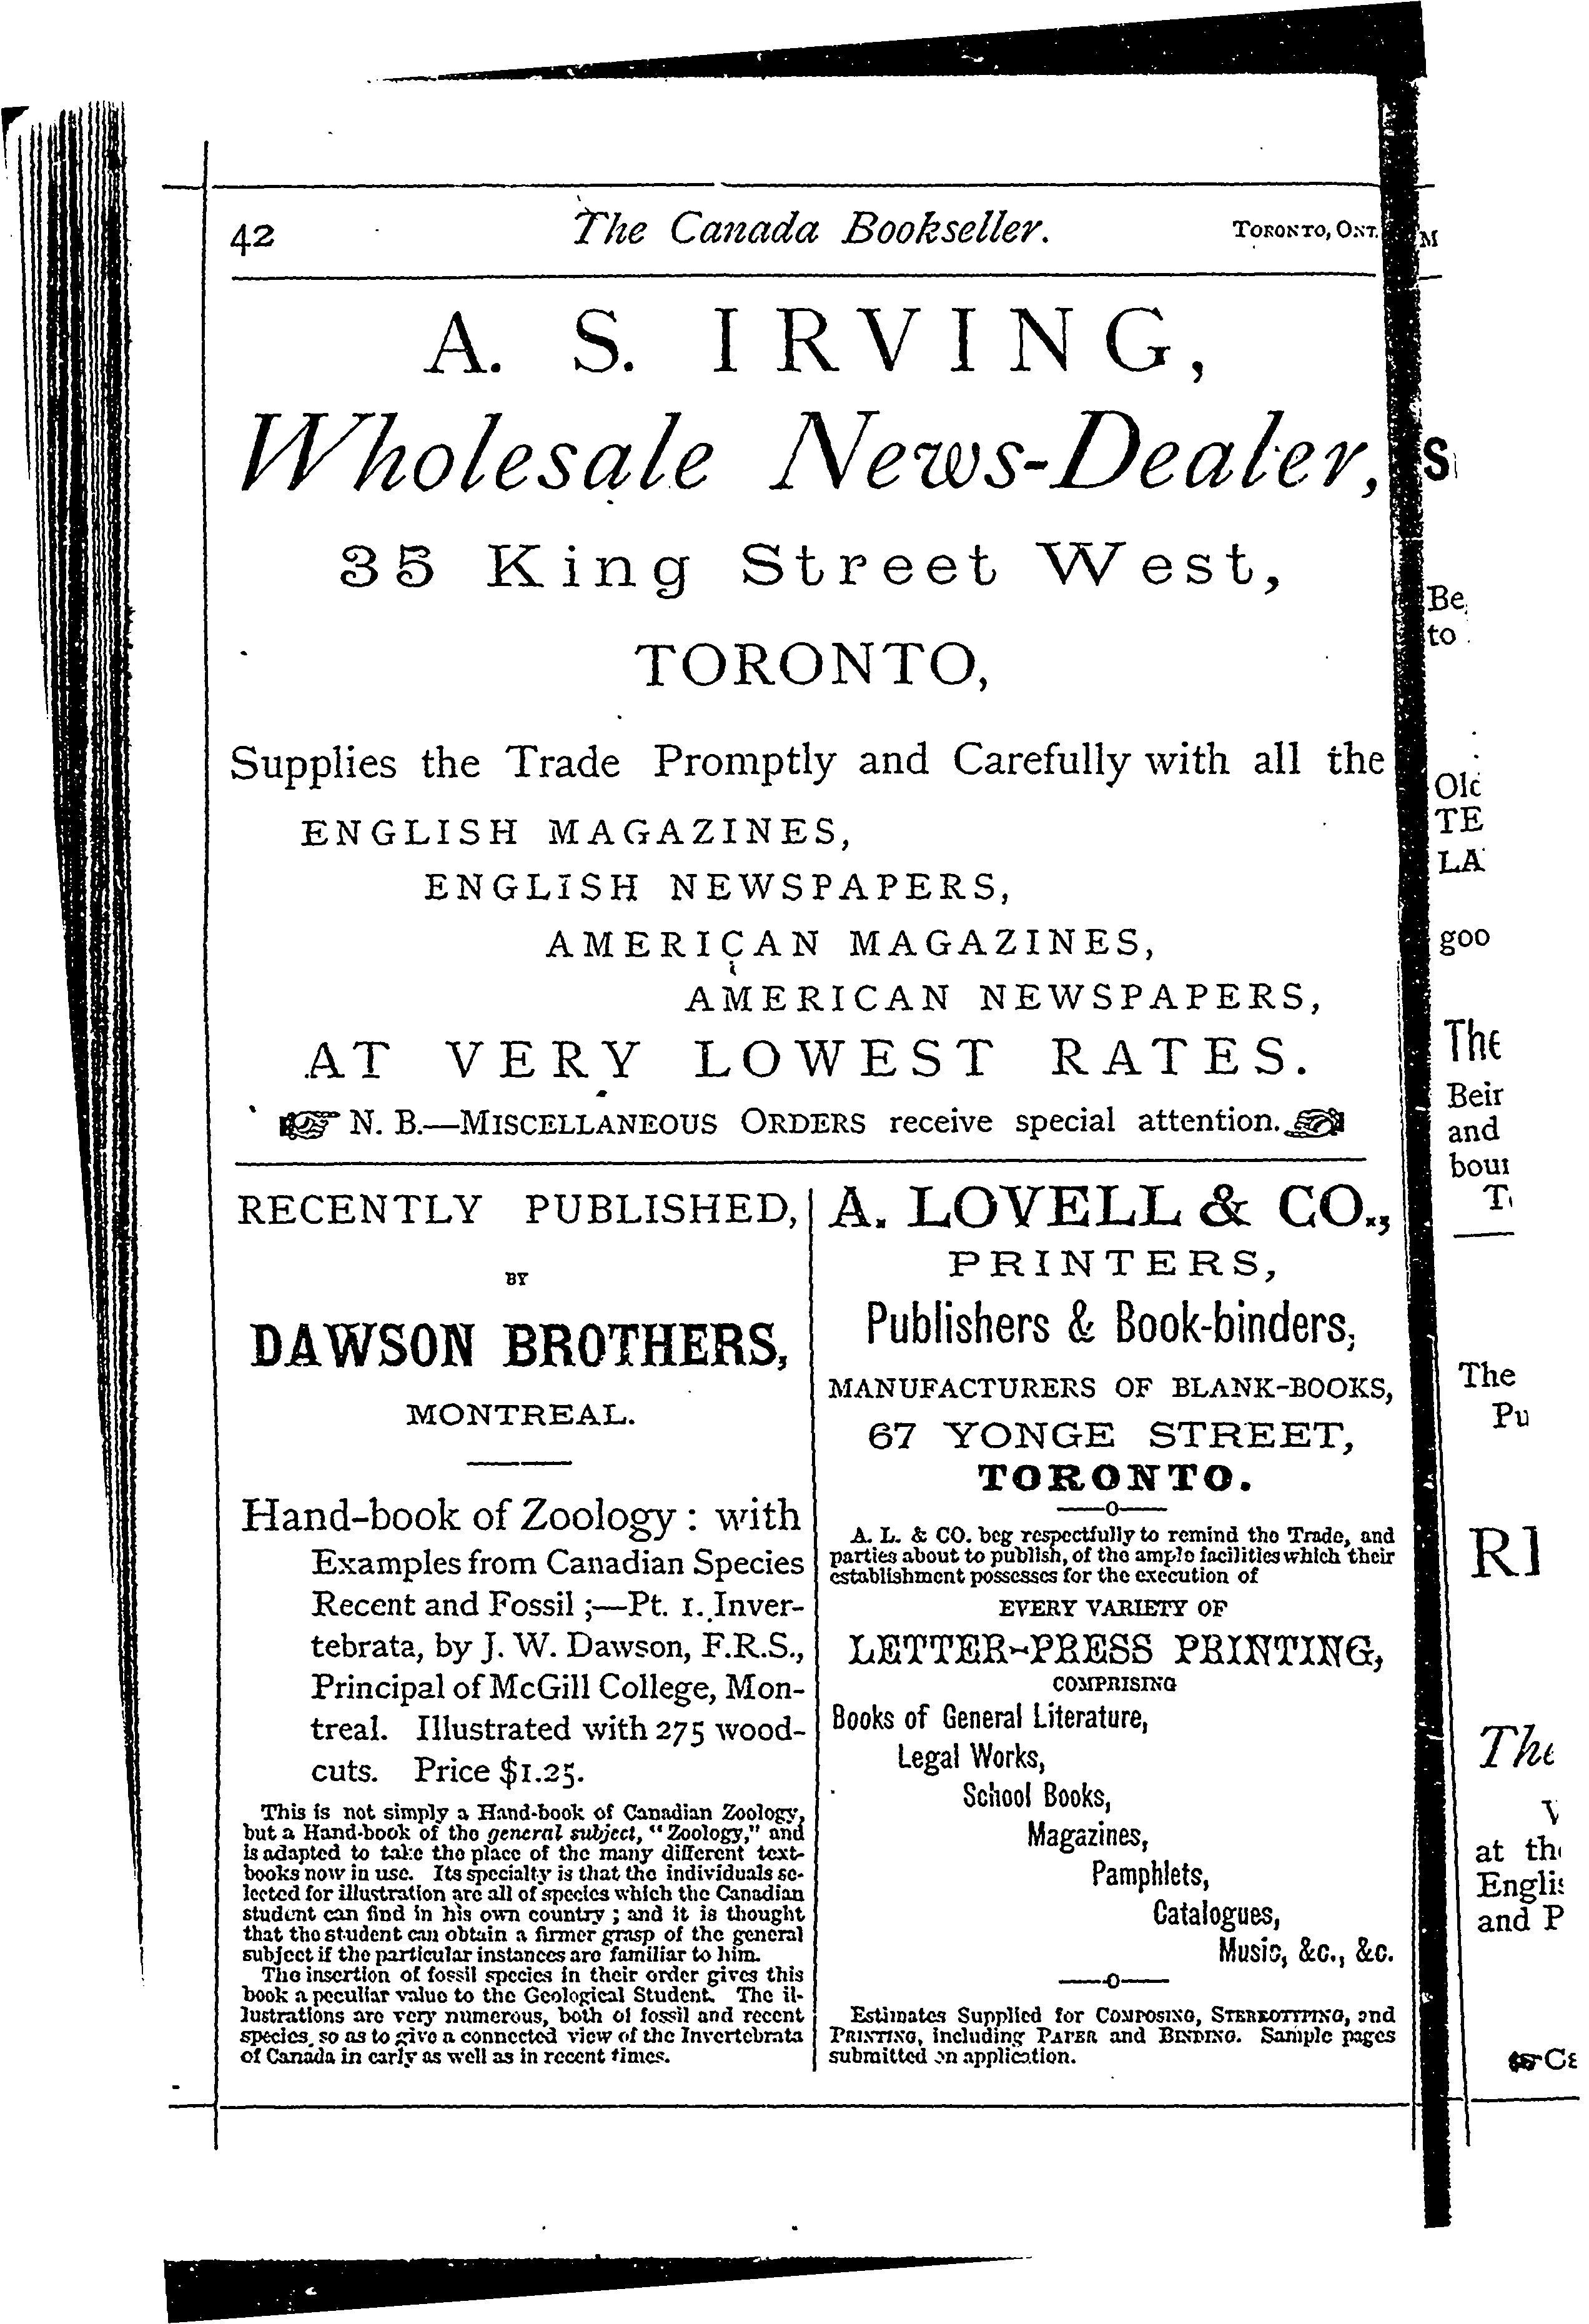 42 The Canada Bookseller. TORONTO, ONT.
A. S. IRVING,
Wholesale News-Dealer,
35 King Street West,
TORONTO,
Supplies the Trade Promptly and Carefully with all the
ENGLISH MAGAZINES,
ENGLISH NEWSPAPERS,
AMERICAN MAGAZINES,
AMERICAN NEWSPAPERS,
AT VERY LOWEST RATES.
☞ N. B.—MISCELLANEOUS ORDERS receive special attention. ☜
RECENTLY PUBLISHED,
BY
DAWSON BROTHERS,
MONTREAL.
Hand-book of Zoology : with
Examples from Canadian Species
Recent and Fossil ;—Pt. 1. Inver-
tebrata, by J. W. Dawson, F.R.S.,
Principal of McGill College, Mon-
treal. Illustrated with 275 wood-
cuts. Price $1.25.
This is not simply a Hand-book of Canadian Zoology,
but a Hand-book of the general subject, "Zoology," and
is adapted to take the place of the many different text-
books now in use. Its specialty is that the individuals se-
lected for illustration are all of species which the Canadian
student can find in his own country ; and it is thought
that the student can obtain a firmer grasp of the general
subject if the particular instances are familiar to him.
The insertion of fossil species in their order gives this
book a peculiar value to the Geological Student. The il-
lustrations are very numerous, both of fossil and recent
species, so as to give a connected view of the Invertebrata
of Canada in early as well as in recent times.
A. LOVELL & CO.,
PRINTERS,
Publishers & Book-binders,
MANUFACTURERS OF BLANK-BOOKS,
67 YONGE STREET,
TORONTO.
A. L. & CO. beg respectfully to remind the Trade, and
parties about to publish, of the ample facilities which their
establishment possesses for the execution of
EVERY VARIETY OF
LETTER-PRESS PRINTING,
COMPRISING
Books of General Literature,
Legal Works,
School Books,
Magazines,
Pamphlets,
Catalogues,
Music, &c., &c.
Estimates Supplied for COMPOSING, STEREOTYPING, and
PRINTING, including PAPER and BINDING. Sample pages
submitted on application.
to
TE
goo
and
The
at
and P